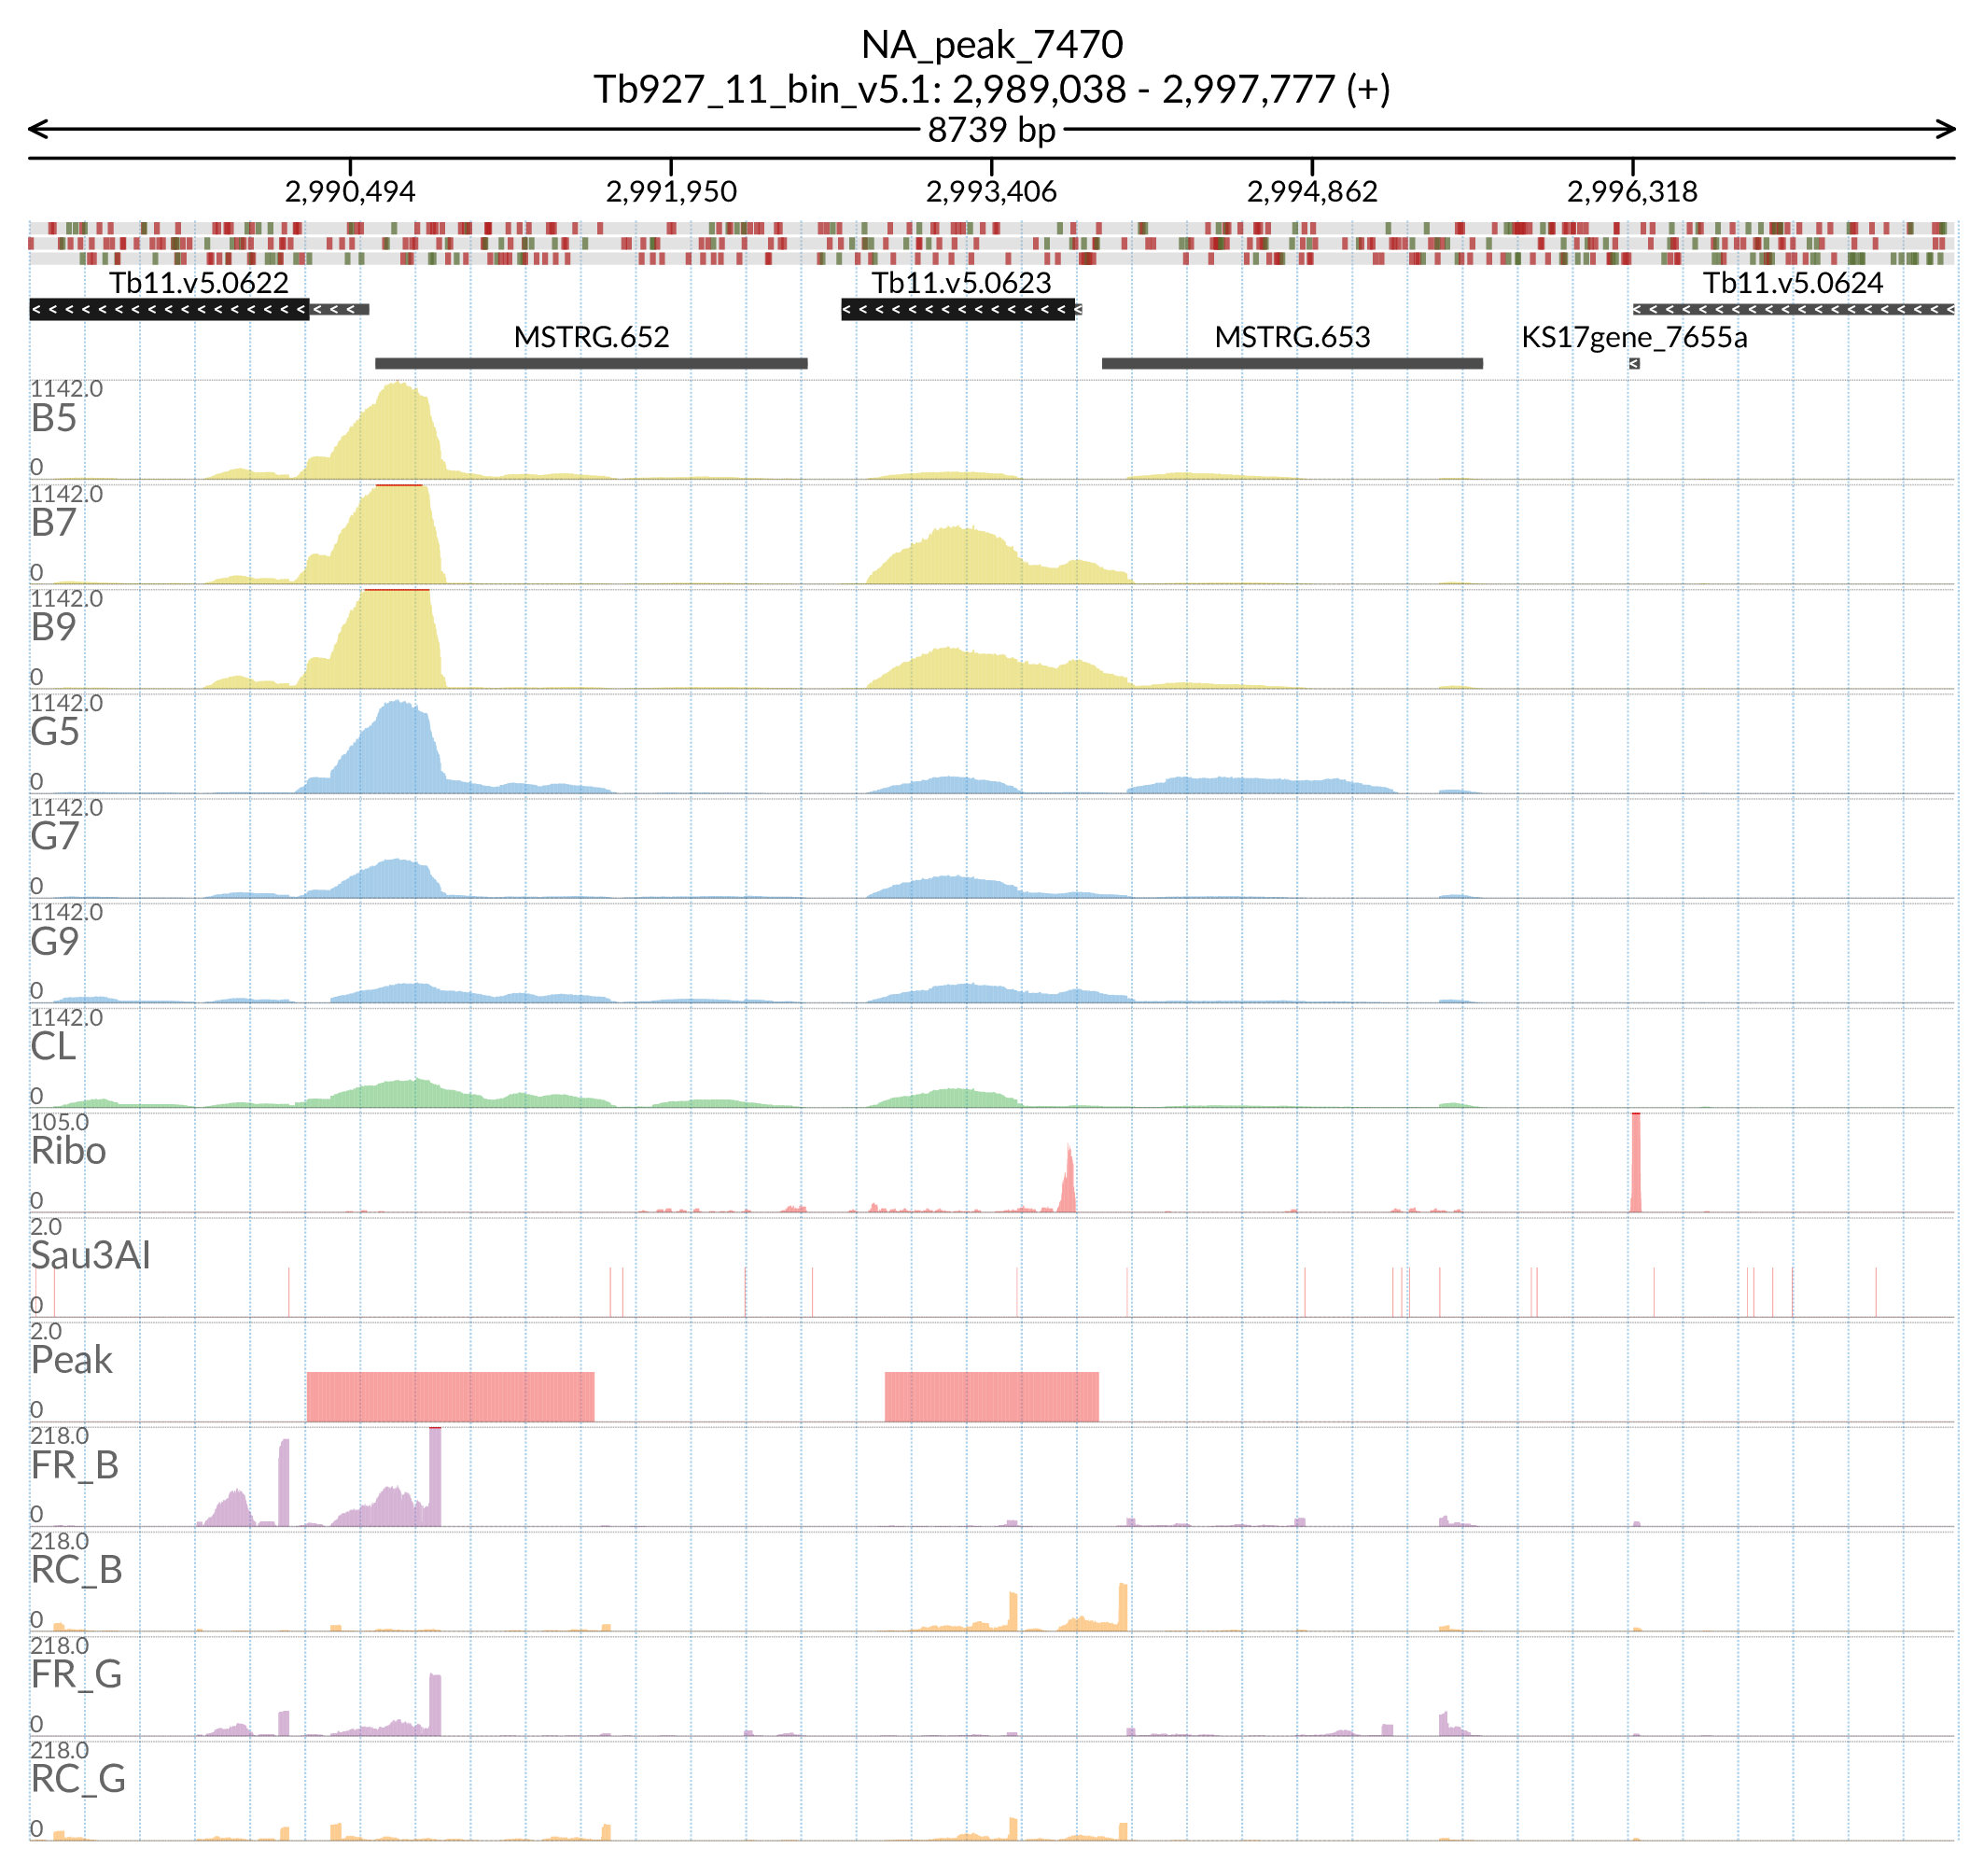 NA_peak_7470
Tb927_11_bin_v5.1: 2,989,038 - 2,997,777 (+)
8739 bp
2,990,494 2,991,950 2,993,406 2,994,862 2,996,318
Tb11.v5.0622 Tb11.v5.0623 Tb11.v5.0624
MSTRG.652 MSTRG.653 KS17gene_7655a
1142.0
B5
0
1142.0
B7
0
1142.0
B9
0
1142.0
G5
0
1142.0
G7
0
1142.0
G9
0
1142.0
CL
0
105.0
Ribo
0
2.0
Sau3AI
0
2.0
Peak
0
218.0
FR_B
0
218.0
RC_B
0
218.0
FR_G
0
218.0
RC_G
0